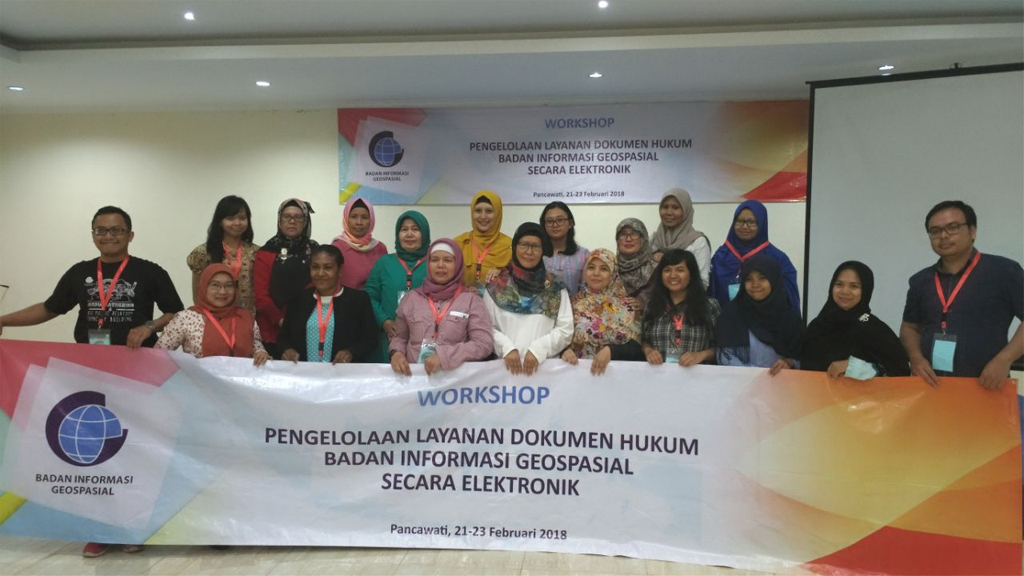 WORKSHOP
PENGELOLAAN LAYANAN DOKUMEN HUKUM
BADAN INFORMASI GEOSPASIAL
SECARA ELEKTRONIK
Pancawati, 21-23 Februari 2018
BADAN INFORMASI
GEOSPASIAL
WORKSHOP
PENGELOLAAN LAYANAN DOKUMEN HUKUM
BADAN INFORMASI GEOSPASIAL
SECARA ELEKTRONIK
Pancawati, 21-23 Februari 2018
BADAN INFORMASI
GEOSPASIAL